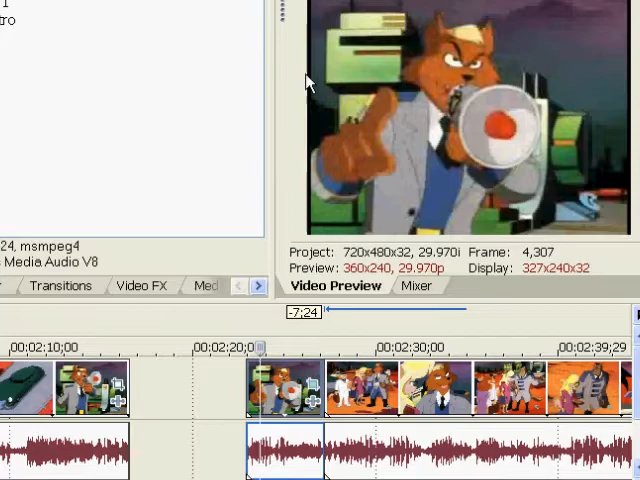 tro
24, msmpeg4
Media Audio V8
Transitions
Video FX
Med
Project: 720x480x32, 29.970i Frame: 4,307
Preview: 360x240, 29.970p Display: 327x240x32
Video Preview
Mixer
-7;24
,00:02:10;00
,00:02:20;0
,00:02:30;00
,00:02:39;29